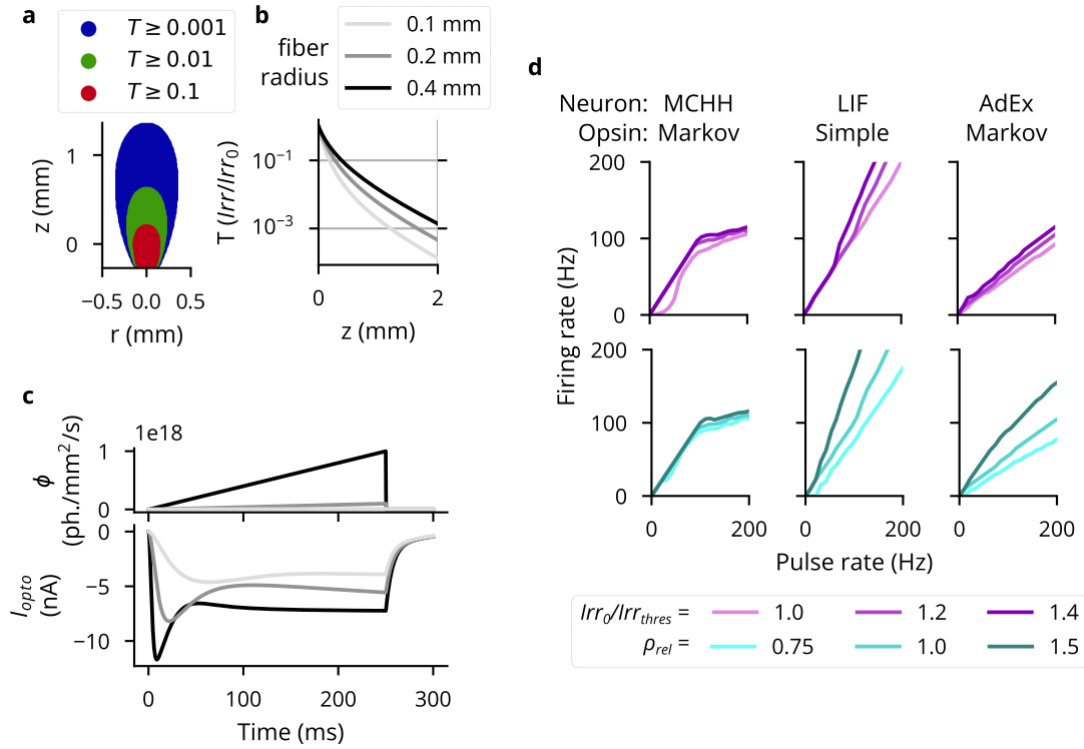 a
T ≥ 0.001
T ≥ 0.01
T ≥ 0.1
z (mm)
1
0
−0.5 0.0 0.5
r (mm)
b
fiber
radius
0.1 mm
0.2 mm
0.4 mm
T (Irr/Irr₀)
10⁻¹
10⁻³
0 2
z (mm)
c
1e18
ϕ
(ph./mm²/s)
1
0
I_opto
(nA)
0
−5
−10
0 100 200 300
Time (ms)
d
Neuron: MCHH LIF AdEx
Opsin: Markov Simple Markov
Firing rate (Hz)
200
100
0
200
100
0
0 200 0 200 0 200
Pulse rate (Hz)
Irr₀/Irr_thres = 1.0 1.2 1.4
ρ_rel = 0.75 1.0 1.5